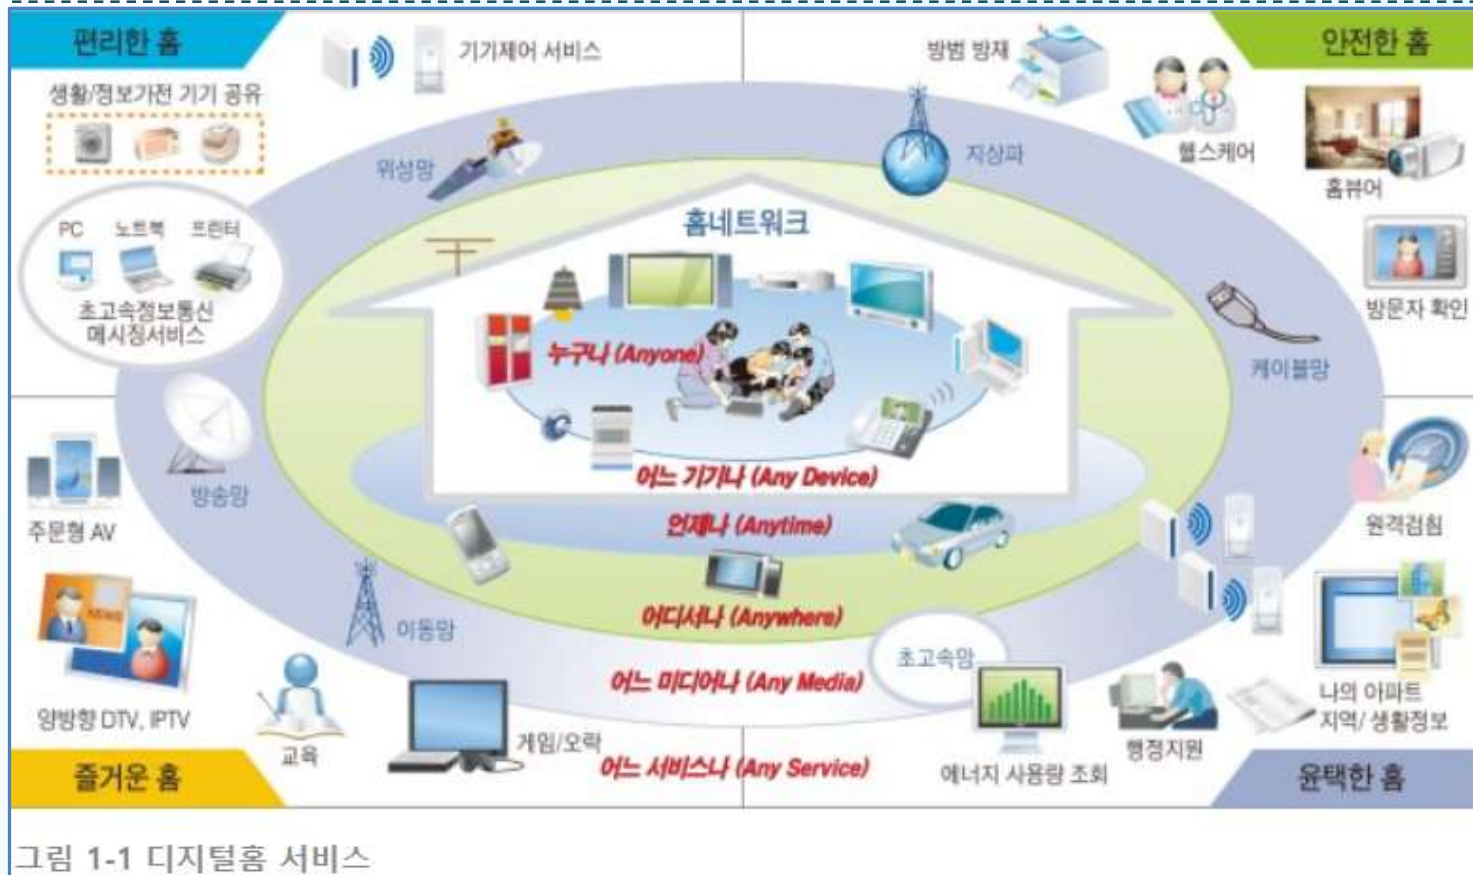 편리한 홈
생활/정보가전 기기 공유
기기제어 서비스
PC 노트북 프린터
초고속정보통신
메시징서비스
방범 방재
안전한 홈
헬스케어
홈뷰어
방문자 확인
위성망
지상파
케이블망
방송망
이동망
초고속망
홈네트워크
누구나 (Anyone)
어느 기기나 (Any Device)
언제나 (Anytime)
어디서나 (Anywhere)
어느 미디어나 (Any Media)
어느 서비스나 (Any Service)
주문형 AV
양방향 DTV, IPTV
NEWS
교육
게임/오락
즐거운 홈
원격검침
나의 아파트
지역/ 생활정보
행정지원
에너지 사용량 조회
윤택한 홈
그림 1-1 디지털홈 서비스